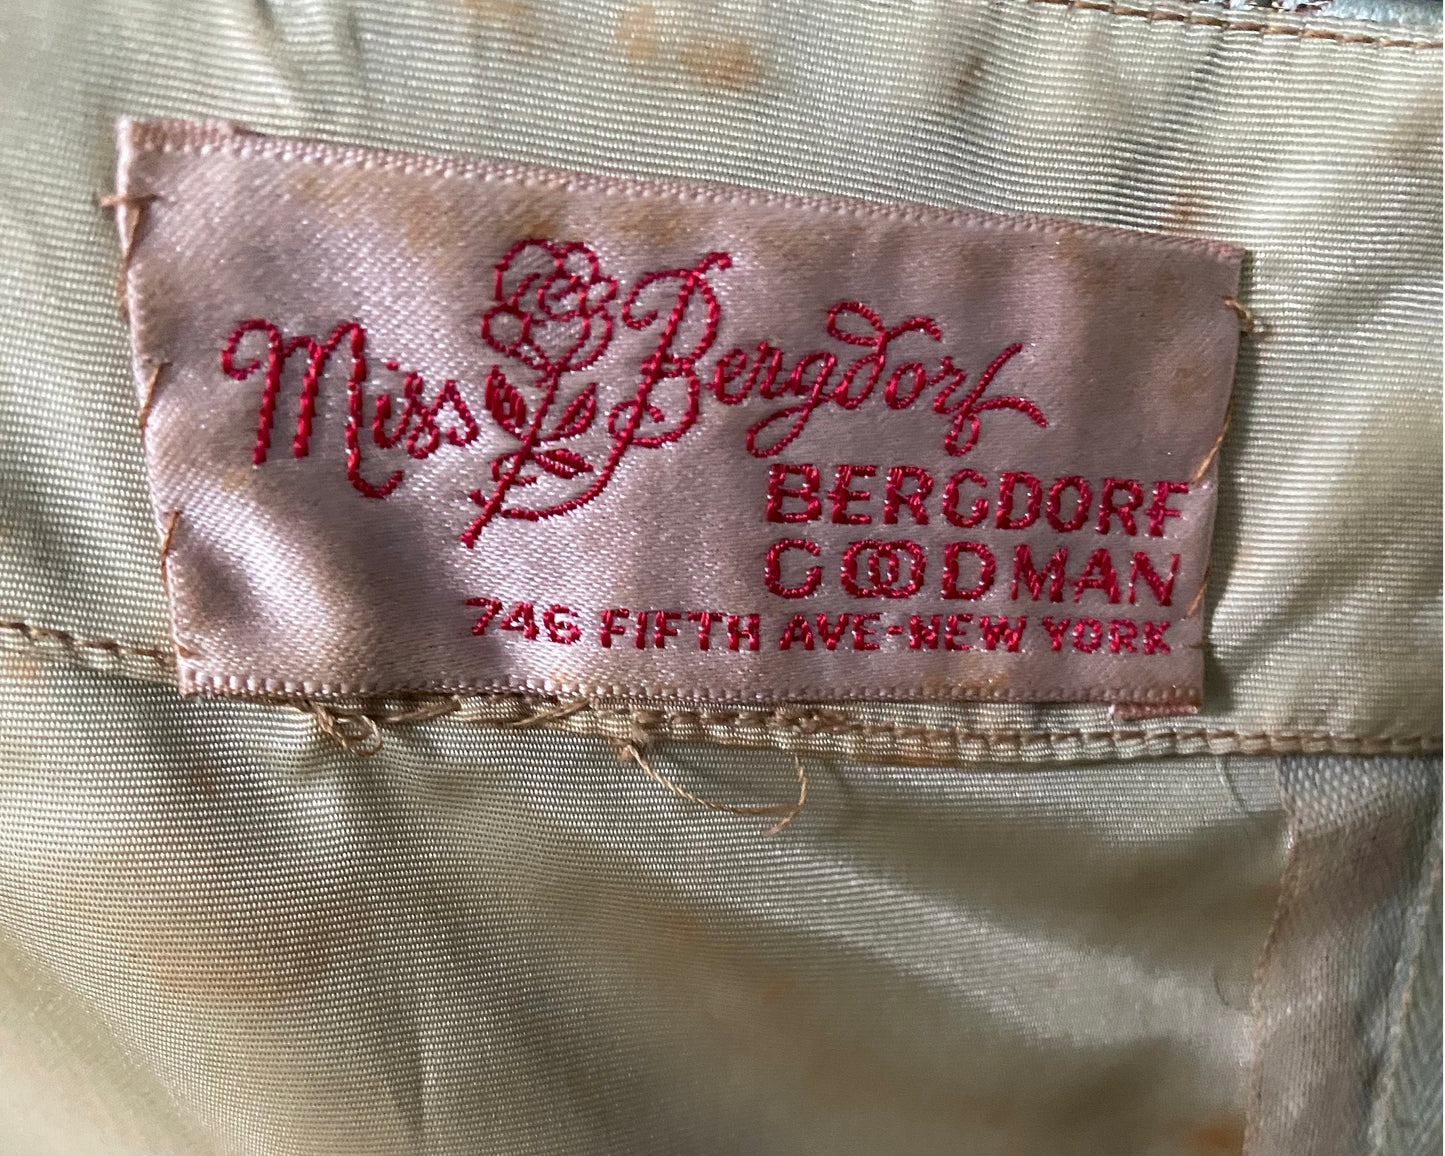 Miss Bergdorf
BERGDORF
GOODMAN
746 FIFTH AVE-NEW YORK